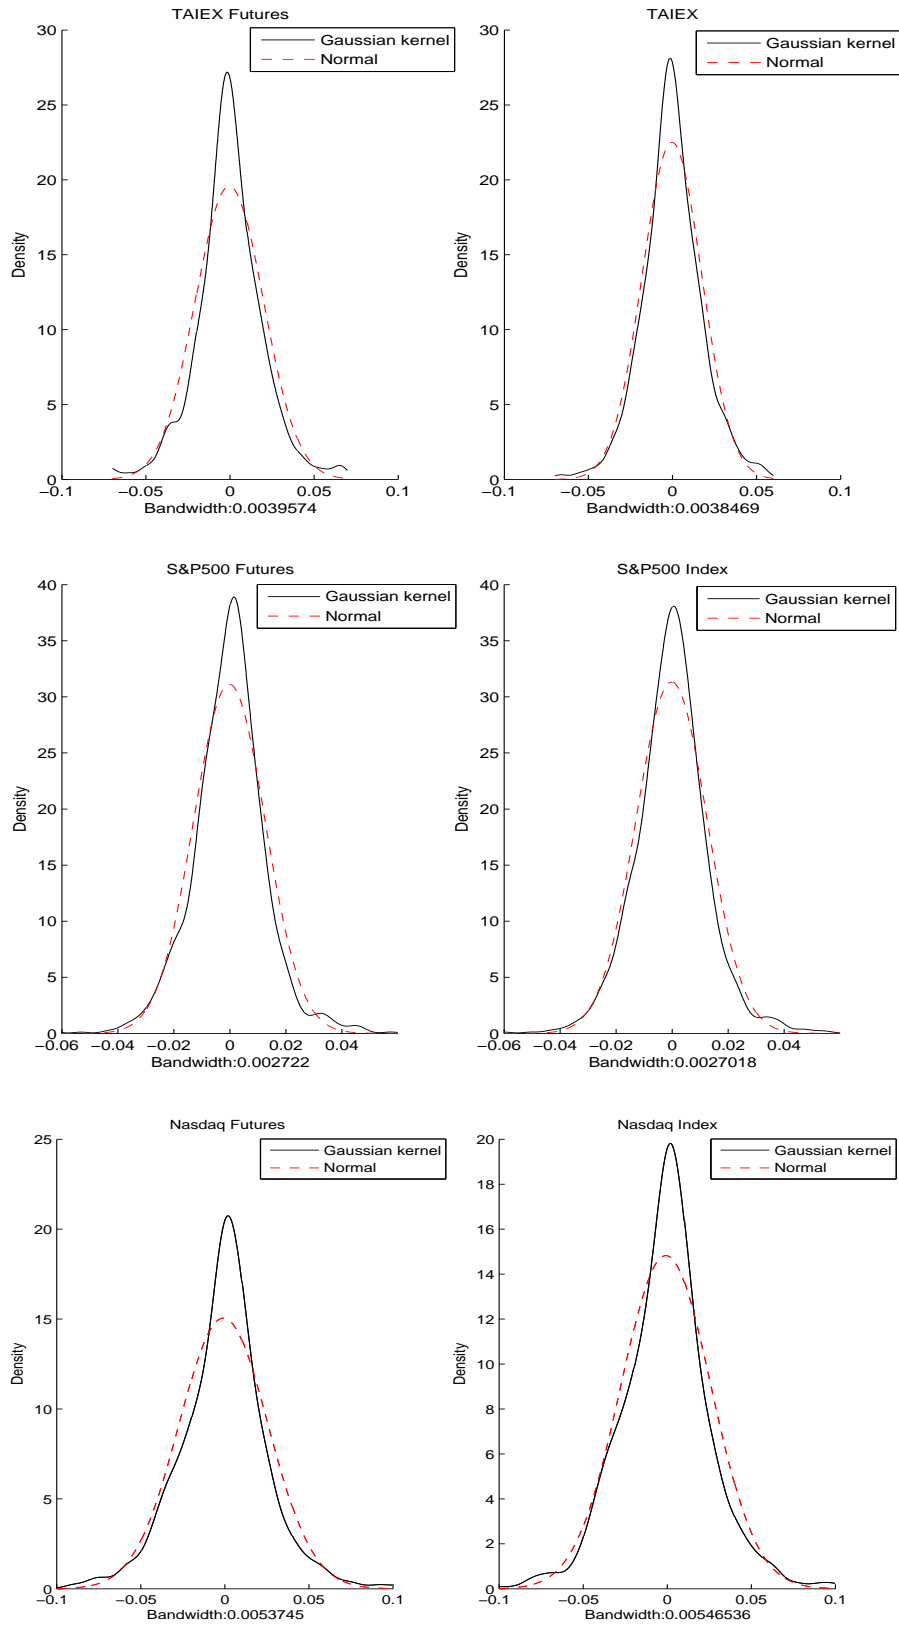 TAIEX Futures
30
25
20
15
10
5
0
−0.1 −0.05 0 0.05 0.1
Density
Bandwidth:0.0039574
Gaussian kernel
Normal
TAIEX
30
25
20
15
10
5
0
−0.1 −0.05 0 0.05 0.1
Density
Bandwidth:0.0038469
Gaussian kernel
Normal
S&P500 Futures
40
35
30
25
20
15
10
5
0
−0.06 −0.04 −0.02 0 0.02 0.04
Density
Bandwidth:0.002722
Gaussian kernel
Normal
S&P500 Index
40
35
30
25
20
15
10
5
0
−0.06 −0.04 −0.02 0 0.02 0.04
Density
Bandwidth:0.0027018
Gaussian kernel
Normal
Nasdaq Futures
25
20
15
10
5
0
−0.1 −0.05 0 0.05 0.1
Density
Bandwidth:0.0053745
Gaussian kernel
Normal
Nasdaq Index
20
18
16
14
12
10
8
6
4
2
0
−0.1 −0.05 0 0.05 0.1
Density
Bandwidth:0.00546536
Gaussian kernel
Normal